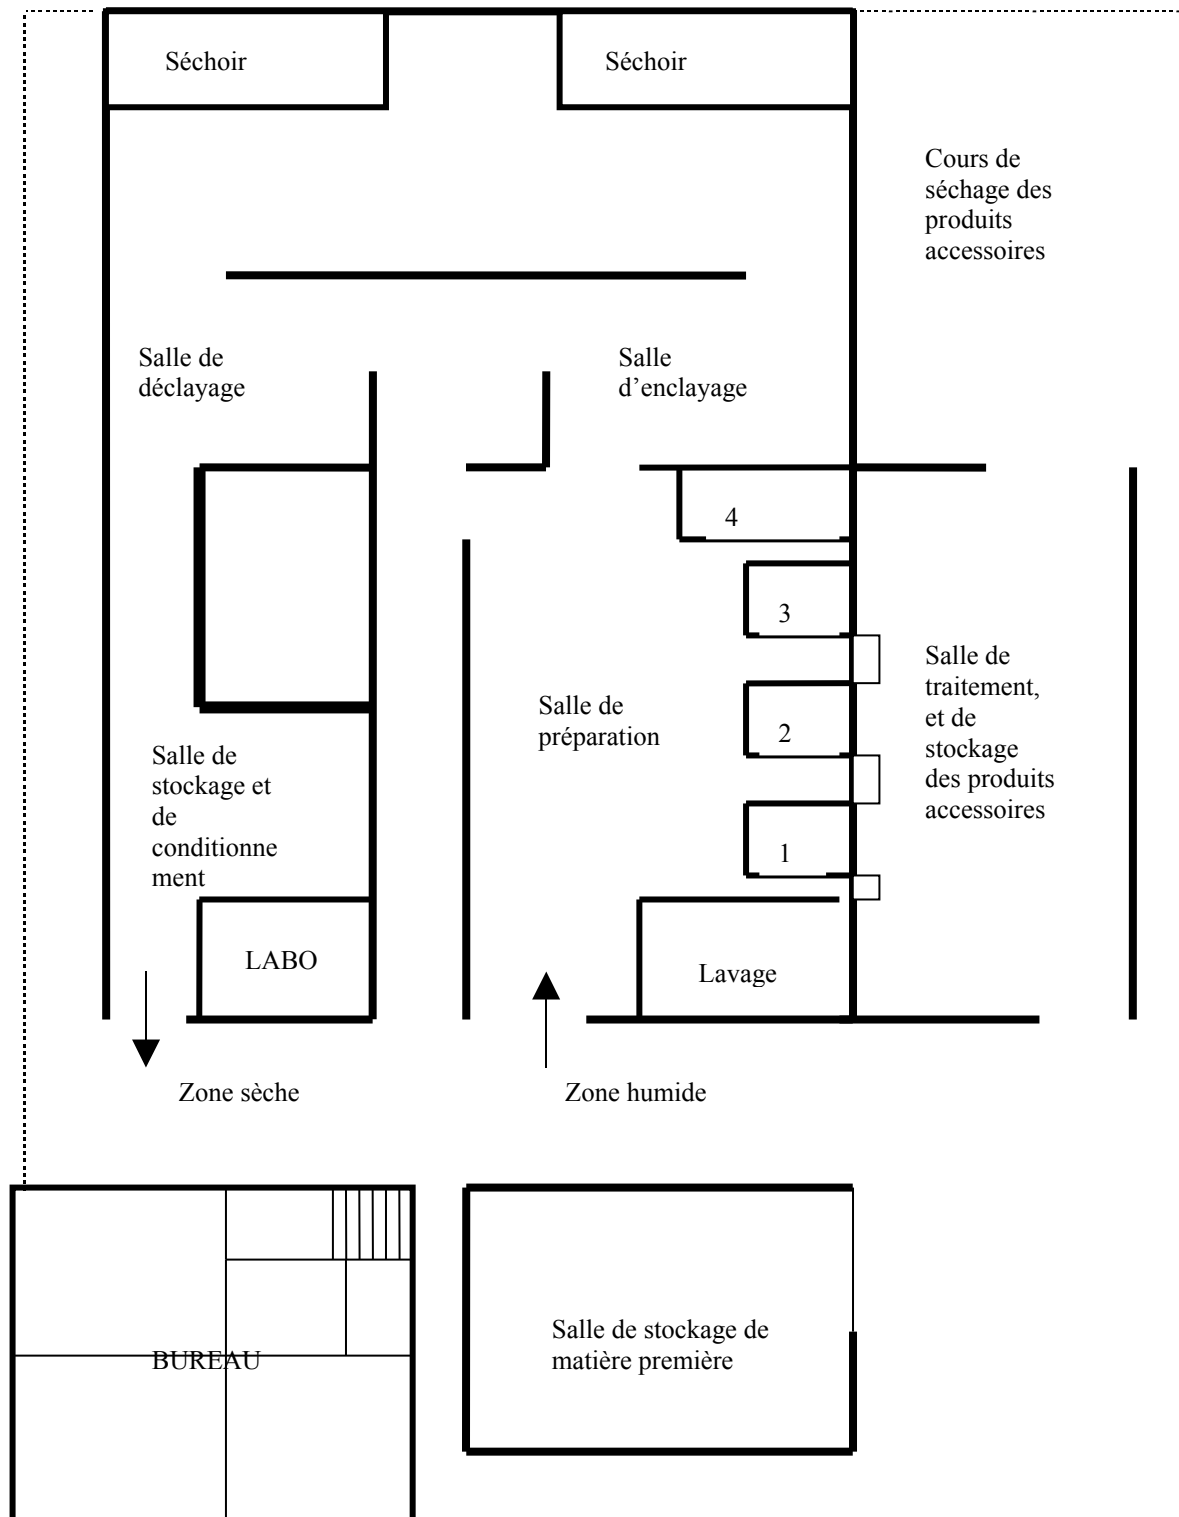 Séchoir
Séchoir
Cours de
séchage des
produits
accessoires
Salle de
déclayage
Salle
d’enclayage
4
3
2
1
Salle de
préparation
Salle de
traitement,
et de
stockage
des produits
accessoires
Salle de
stockage et
de
conditionne
ment
LABO
Lavage
Zone sèche
Zone humide
BUREAU
Salle de stockage de
matière première